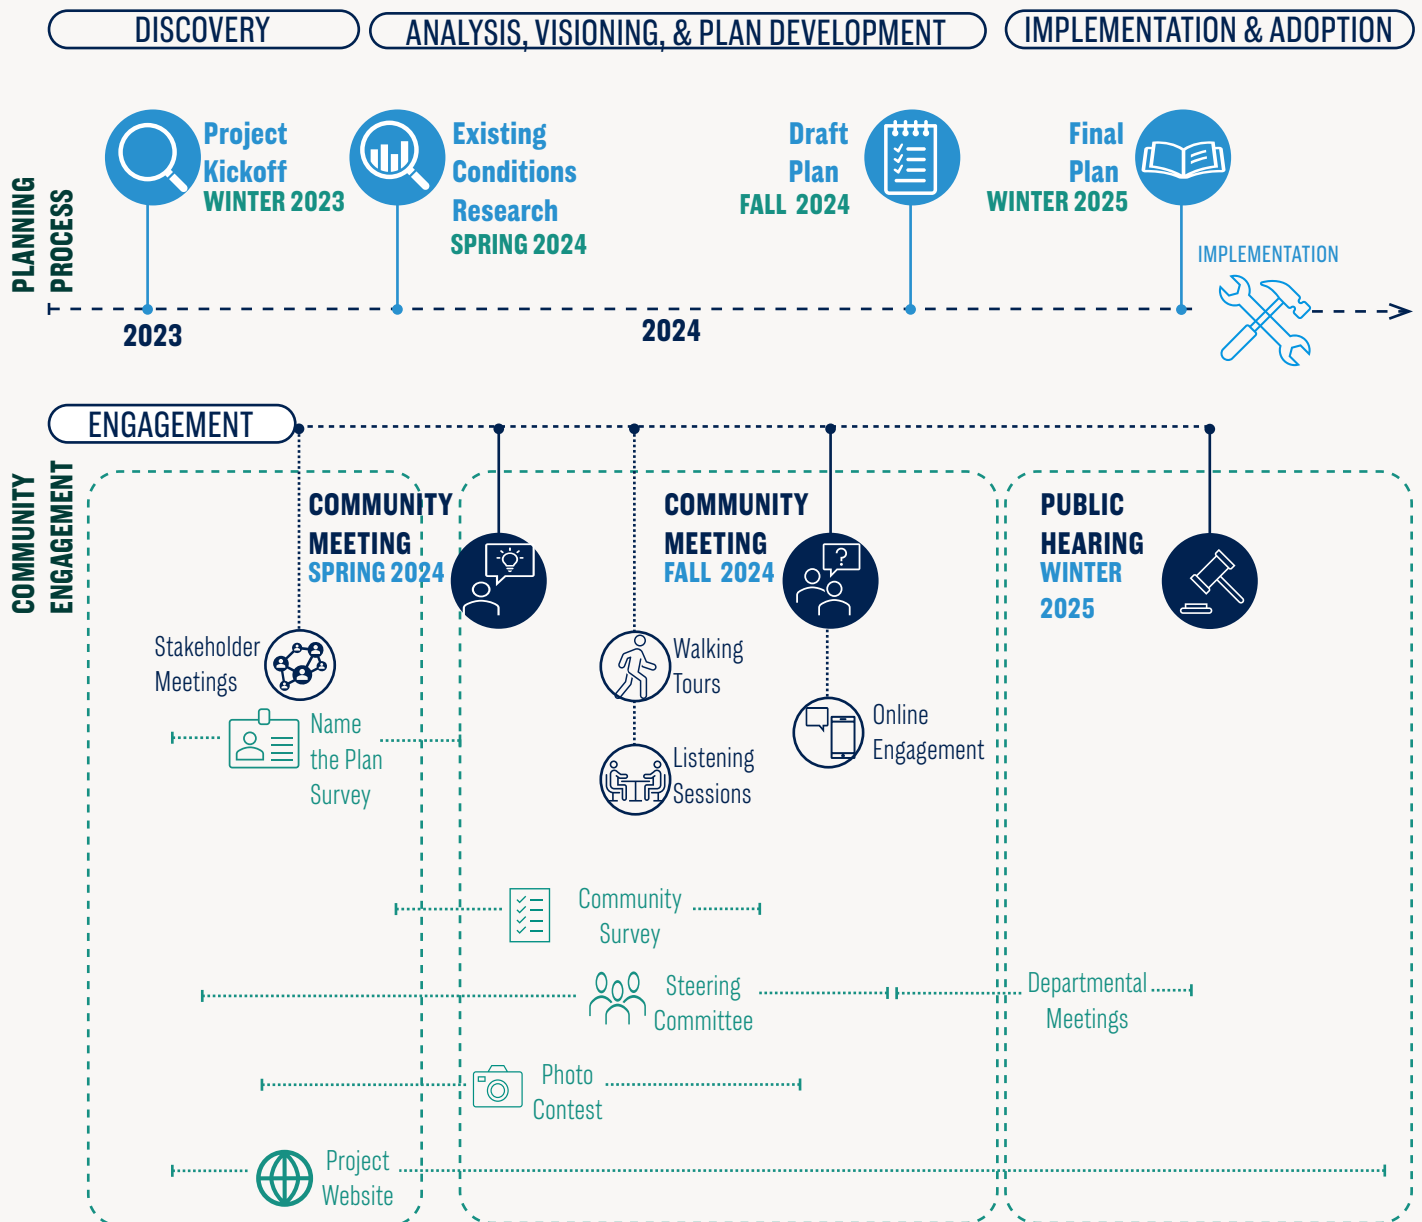 DISCOVERY
ANALYSIS, VISIONING, & PLAN DEVELOPMENT
IMPLEMENTATION & ADOPTION
PLANNING
PROCESS
Project
Kickoff
WINTER 2023
Existing
Conditions
Research
SPRING 2024
Draft
Plan
FALL 2024
Final
Plan
WINTER 2025
IMPLEMENTATION
2023
2024
ENGAGEMENT
COMMUNITY
ENGAGEMENT
COMMUNITY
MEETING
SPRING 2024
COMMUNITY
MEETING
FALL 2024
?
PUBLIC
HEARING
WINTER
2025
Stakeholder
Meetings
Walking
Tours
Name
the Plan
Survey
Online
Engagement
Listening
Sessions
Community
Survey
Steering
Committee
Departmental
Meetings
Photo
Contest
Project
Website